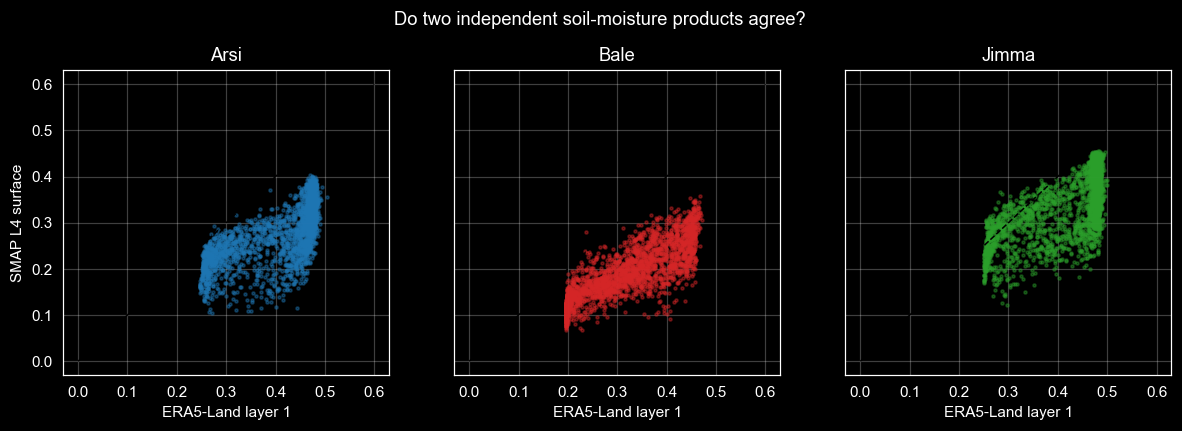 Do two independent soil-moisture products agree?
Arsi
Bale
Jimma
0.6
0.5
0.4
0.3
0.2
0.1
0.0
SMAP L4 surface
0.0 0.1 0.2 0.3 0.4 0.5 0.6
0.0 0.1 0.2 0.3 0.4 0.5 0.6
0.0 0.1 0.2 0.3 0.4 0.5 0.6
ERA5-Land layer 1
ERA5-Land layer 1
ERA5-Land layer 1